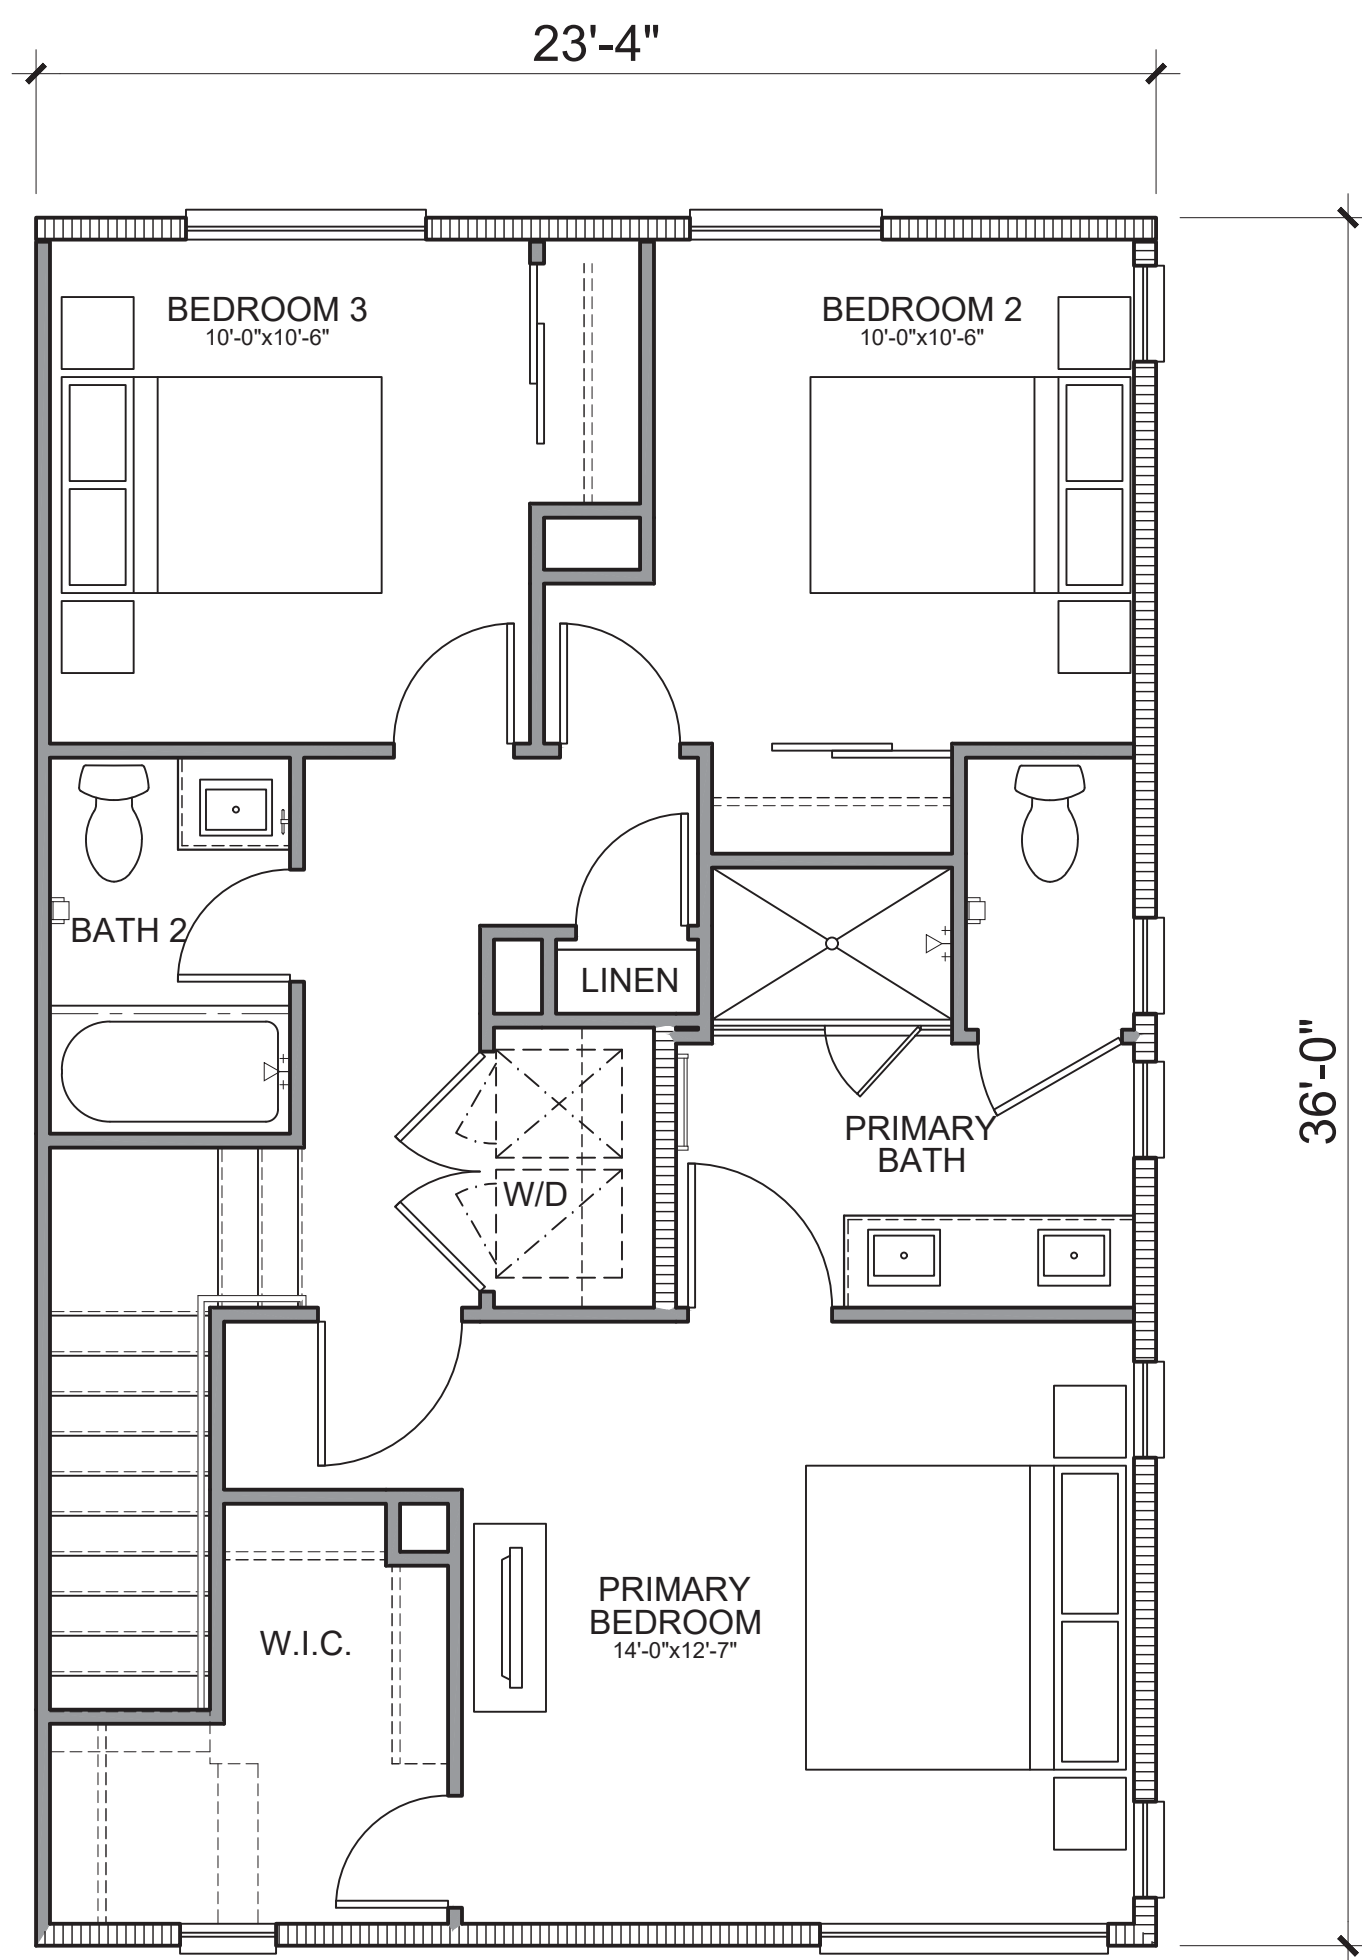 23'-4"
BEDROOM 3
10'-0"x10'-6"
BEDROOM 2
10'-0"x10'-6"
BATH 2
LINEN
36'-0"
PRIMARY
BATH
W/D
PRIMARY
BEDROOM
14'-0"x12'-7"
W.I.C.